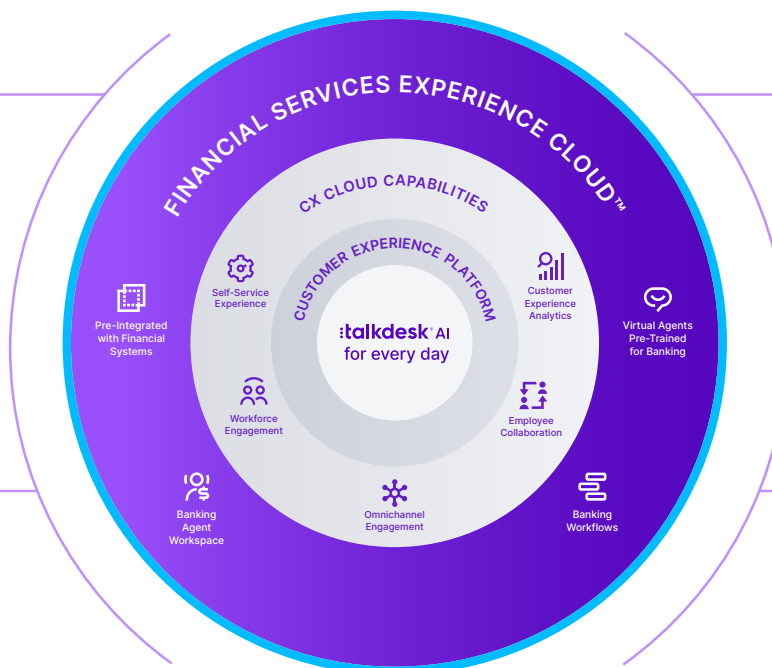 FINANCIAL SERVICES EXPERIENCE CLOUD™
CX CLOUD CAPABILITIES
CUSTOMER EXPERIENCE PLATFORM
:talkdesk® AI
for every day
Self-Service
Experience
Customer
Experience
Analytics
Pre-Integrated
with Financial
Systems
Virtual Agents
Pre-Trained
for Banking
Workforce
Engagement
Employee
Collaboration
Omnichannel
Engagement
Banking
Agent
Workspace
Banking
Workflows